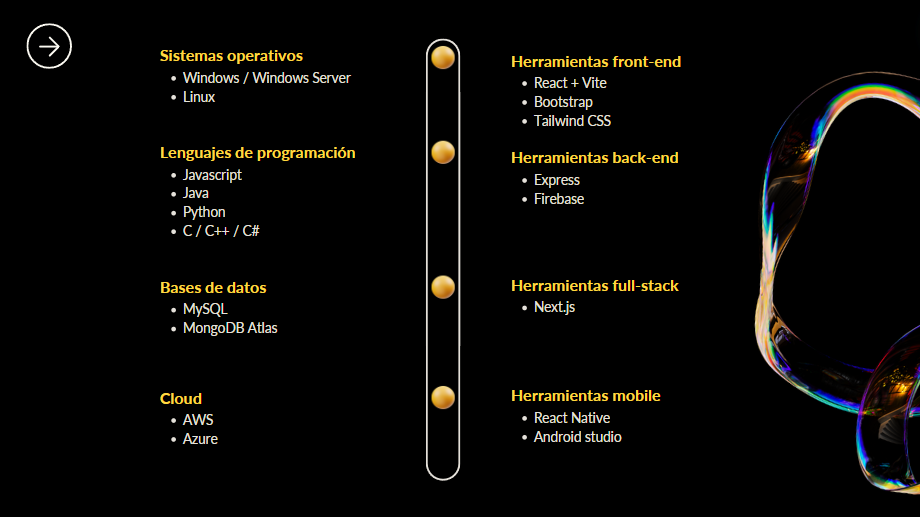 Sistemas operativos
Windows / Windows Server
Linux
Lenguajes de programación
Javascript
Java
Python
C / C++ / C#
Bases de datos
MySQL
MongoDB Atlas
Cloud
AWS
Azure
Herramientas front-end
React + Vite
Bootstrap
Tailwind CSS
Herramientas back-end
Express
Firebase
Herramientas full-stack
Next.js
Herramientas mobile
React Native
Android studio